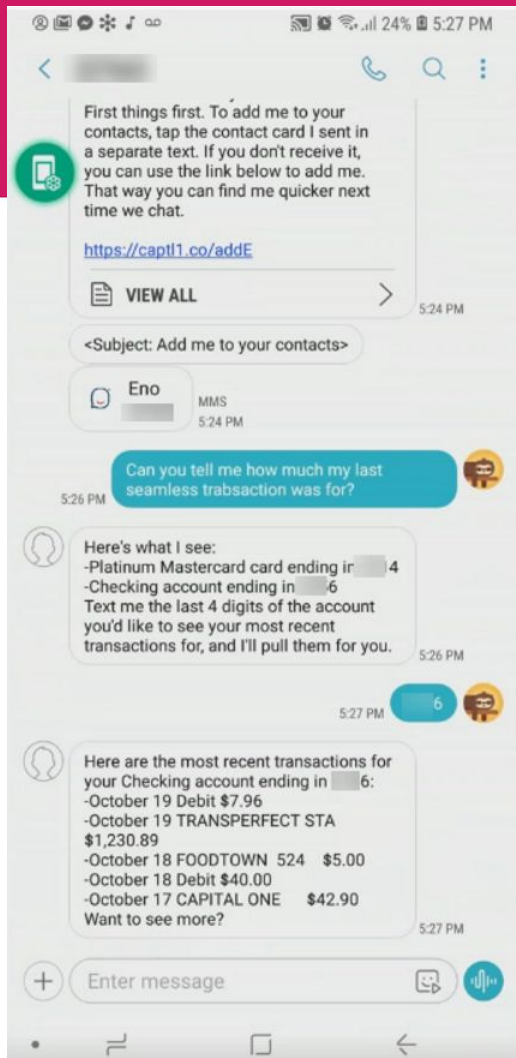 24% 5:27 PM
First things first. To add me to your
contacts, tap the contact card I sent in
a separate text. If you don't receive it,
you can use the link below to add me.
That way you can find me quicker next
time we chat.
https://captl1.co/addE
VIEW ALL
5:24 PM
<Subject: Add me to your contacts>
Eno
MMS
5:24 PM
Can you tell me how much my last
seamless trabsaction was for?
5:26 PM
Here's what I see:
-Platinum Mastercard card ending in 4
-Checking account ending in 6
Text me the last 4 digits of the account
you'd like to see your most recent
transactions for, and I'll pull them for you.
5:26 PM
6
5:27 PM
Here are the most recent transactions for
your Checking account ending in 6:
-October 19 Debit $7.96
-October 19 TRANSPERFECT STA
$1,230.89
-October 18 FOODTOWN 524 $5.00
-October 18 Debit $40.00
-October 17 CAPITAL ONE $42.90
Want to see more?
5:27 PM
Enter message